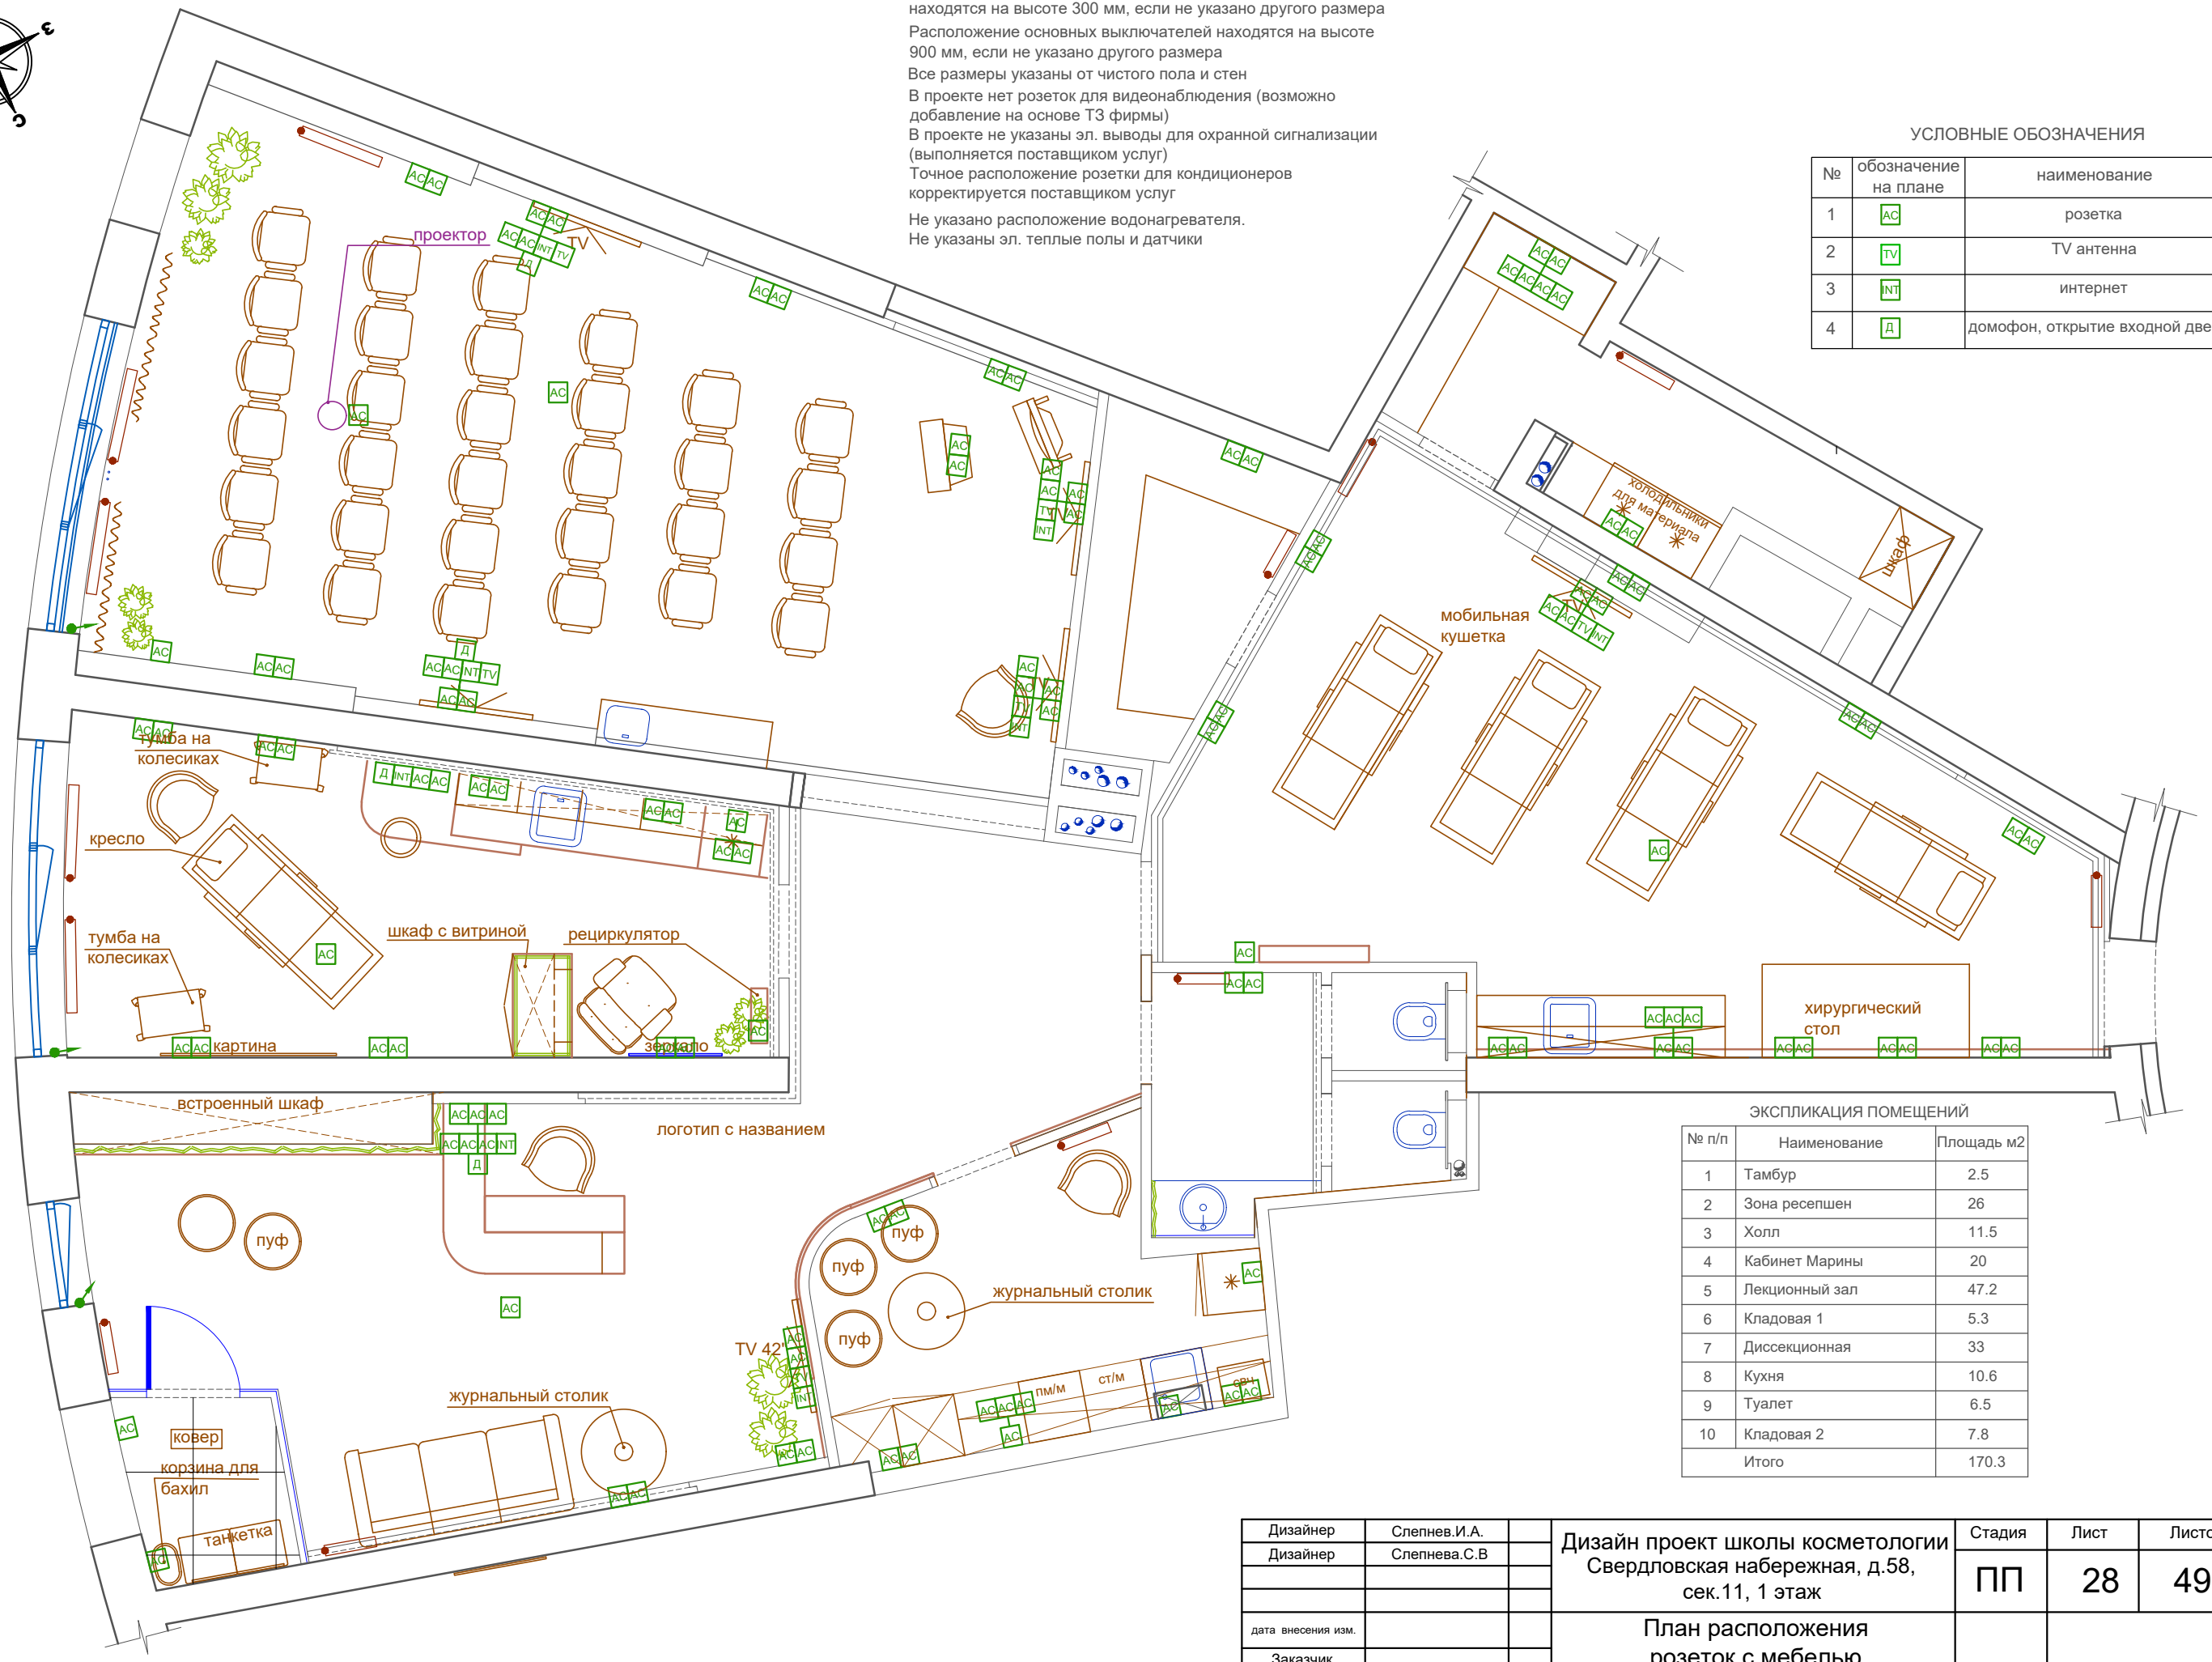 находятся на высоте 300 мм, если не указано другого размера
Расположение основных выключателей находятся на высоте
900 мм, если не указано другого размера
Все размеры указаны от чистого пола и стен
В проекте нет розеток для видеонаблюдения (возможно
добавление на основе ТЗ фирмы)
В проекте не указаны эл. выводы для охранной сигнализации
(выполняется поставщиком услуг)
Точное расположение розетки для кондиционеров
корректируется поставщиком услуг
Не указано расположение водонагревателя.
Не указаны эл. теплые полы и датчики
УСЛОВНЫЕ ОБОЗНАЧЕНИЯ
№ обозначение на плане наименование
1 AC розетка
2 TV TV антенна
3 INT интернет
4 Д домофон, открытие входной две
З
С
проектор
TV
мобильная
кушетка
холодильники
для материала
шкаф
TV
тумба на
колесиках
кресло
тумба на
колесиках
шкаф с витриной
рециркулятор
картина
зеркало
хирургический
стол
встроенный шкаф
логотип с названием
пуф
пуф
пуф
пуф
журнальный столик
TV 42"
журнальный столик
пм/м
ст/м
свч
ковер
корзина для
бахил
танкетка
ЭКСПЛИКАЦИЯ ПОМЕЩЕНИЙ
№ п/п Наименование Площадь м2
1 Тамбур 2.5
2 Зона ресепшен 26
3 Холл 11.5
4 Кабинет Марины 20
5 Лекционный зал 47.2
6 Кладовая 1 5.3
7 Диссекционная 33
8 Кухня 10.6
9 Туалет 6.5
10 Кладовая 2 7.8
Итого 170.3
Дизайнер Слепнев.И.А.
Дизайнер Слепнева.С.В
дата внесения изм.
Заказчик
Дизайн проект школы косметологии
Свердловская набережная, д.58,
сек.11, 1 этаж
Стадия Лист Листо
ПП 28 49
План расположения
розеток с мебелью